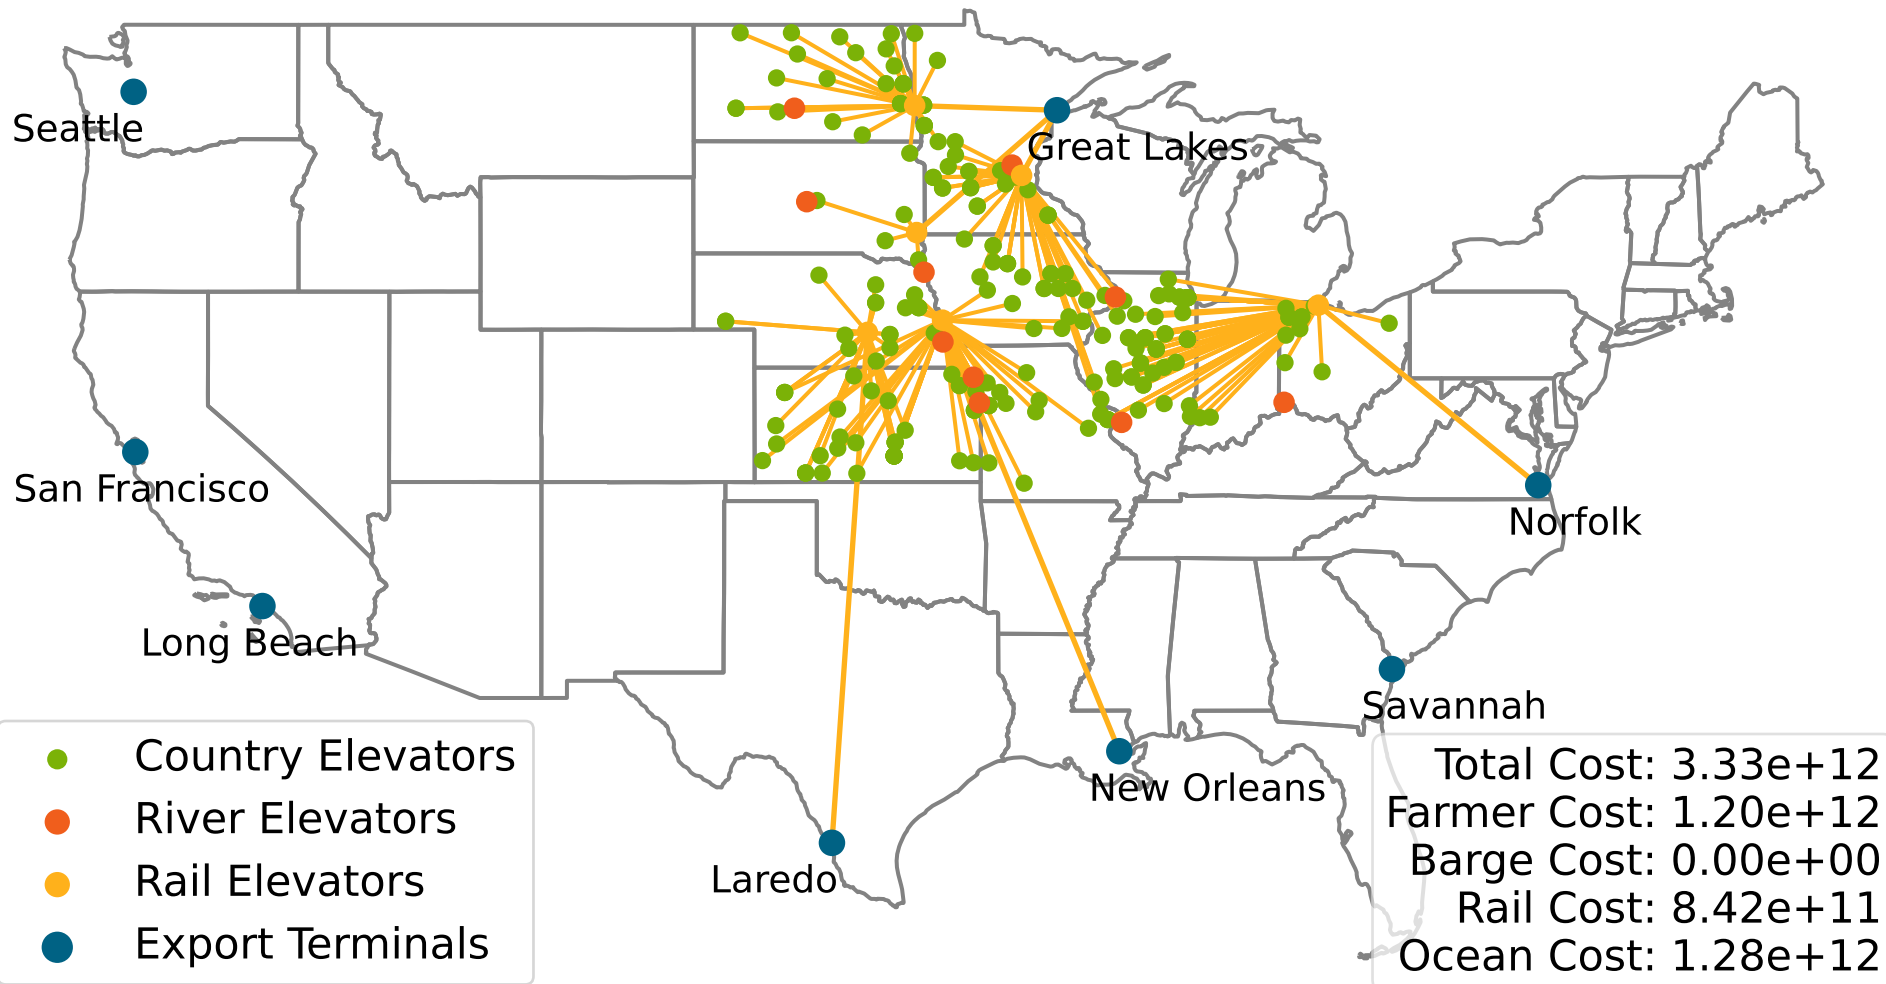 Seattle
Great Lakes
San Francisco
Norfolk
Long Beach
Savannah
New Orleans
Laredo
Country Elevators
River Elevators
Rail Elevators
Export Terminals
Total Cost: 3.33e+12
Farmer Cost: 1.20e+12
Barge Cost: 0.00e+00
Rail Cost: 8.42e+11
Ocean Cost: 1.28e+12